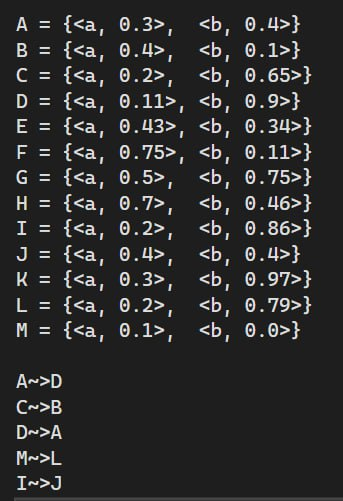 A = {<a, 0.3>,  <b, 0.4>}
B = {<a, 0.4>,  <b, 0.1>}
C = {<a, 0.2>,  <b, 0.65>}
D = {<a, 0.11>, <b, 0.9>}
E = {<a, 0.43>, <b, 0.34>}
F = {<a, 0.75>, <b, 0.11>}
G = {<a, 0.5>,  <b, 0.75>}
H = {<a, 0.7>,  <b, 0.46>}
I = {<a, 0.2>,  <b, 0.86>}
J = {<a, 0.4>,  <b, 0.4>}
K = {<a, 0.3>,  <b, 0.97>}
L = {<a, 0.2>,  <b, 0.79>}
M = {<a, 0.1>,  <b, 0.0>}

A~>D
C~>B
D~>A
M~>L
I~>J